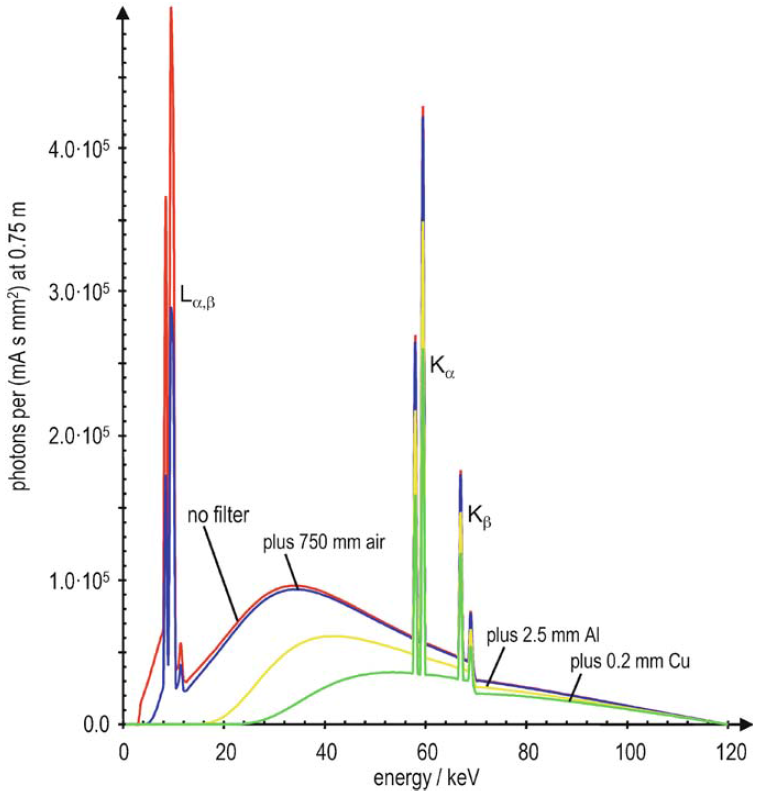 photons per (mA s mm²) at 0.75 m
4.0·10⁵
3.0·10⁵
2.0·10⁵
1.0·10⁵
0.0
Lα,β
Kα
Kβ
no filter
plus 750 mm air
plus 2.5 mm Al
plus 0.2 mm Cu
0 20 40 60 80 100 120
energy / keV